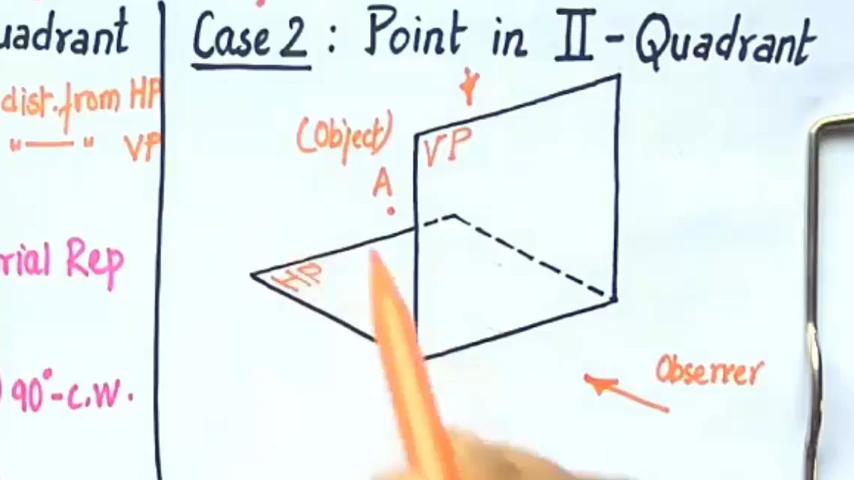 uadrant
dist. from HP
"—" VP
rial Rep
90°-C.W.
Case 2 : Point in II - Quadrant
(Object)
A
VP
HP
Observer